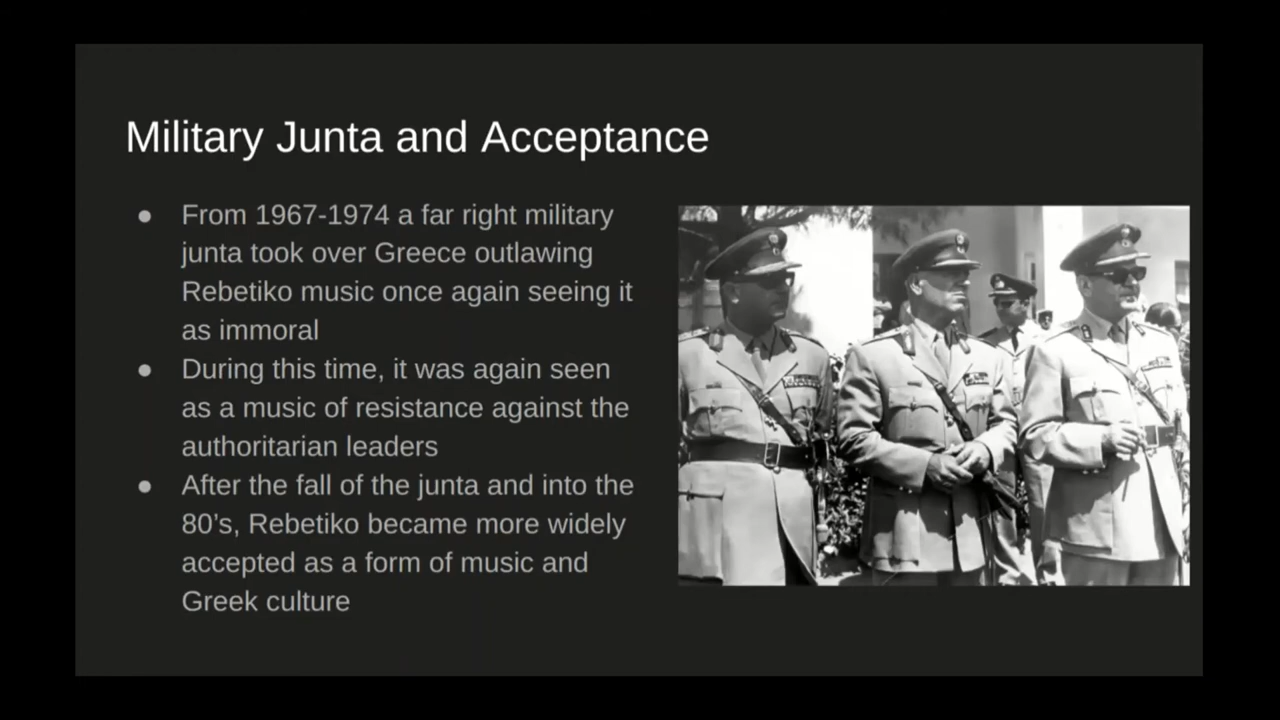 Military Junta and Acceptance
● From 1967-1974 a far right military
junta took over Greece outlawing
Rebetiko music once again seeing it
as immoral
● During this time, it was again seen
as a music of resistance against the
authoritarian leaders
● After the fall of the junta and into the
80’s, Rebetiko became more widely
accepted as a form of music and
Greek culture